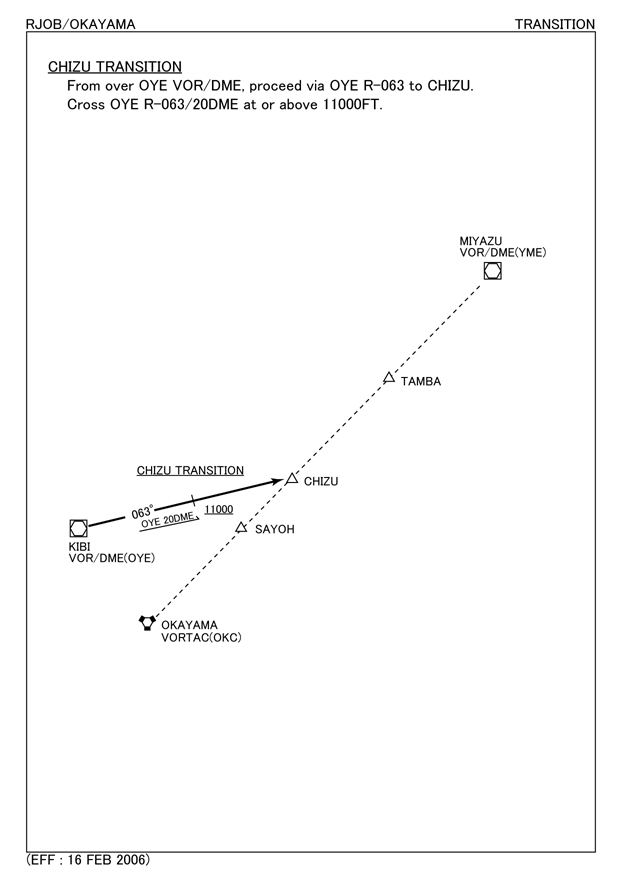 RJOB/OKAYAMA
TRANSITION
CHIZU TRANSITION
From over OYE VOR/DME, proceed via OYE R-063 to CHIZU.
Cross OYE R-063/20DME at or above 11000FT.
MIYAZU
VOR/DME(YME)
TAMBA
CHIZU TRANSITION
CHIZU
063°
11000
OYE 20DME
SAYOH
KIBI
VOR/DME(OYE)
OKAYAMA
VORTAC(OKC)
(EFF : 16 FEB 2006)